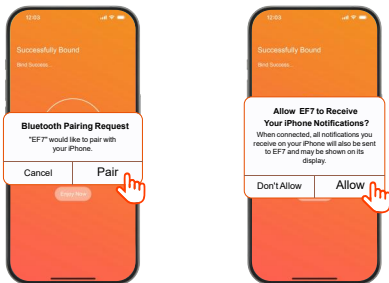 12:03
Successfully Bound
Bind Success...
Bluetooth Pairing Request
"EF7" would like to pair with
your iPhone.
Cancel
Pair
Enjoy Now
12:03
Successfully Bound
Bind Success...
Allow EF7 to Receive
Your iPhone Notifications?
When connected, all notifications you
receive on your iPhone will also be sent
to EF7 and may be shown on its
display.
Don't Allow
Allow